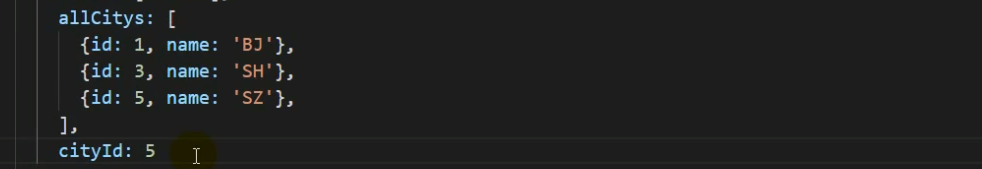 allCitys: [
{id: 1, name: 'BJ'},
{id: 3, name: 'SH'},
{id: 5, name: 'SZ'},
],
cityId: 5